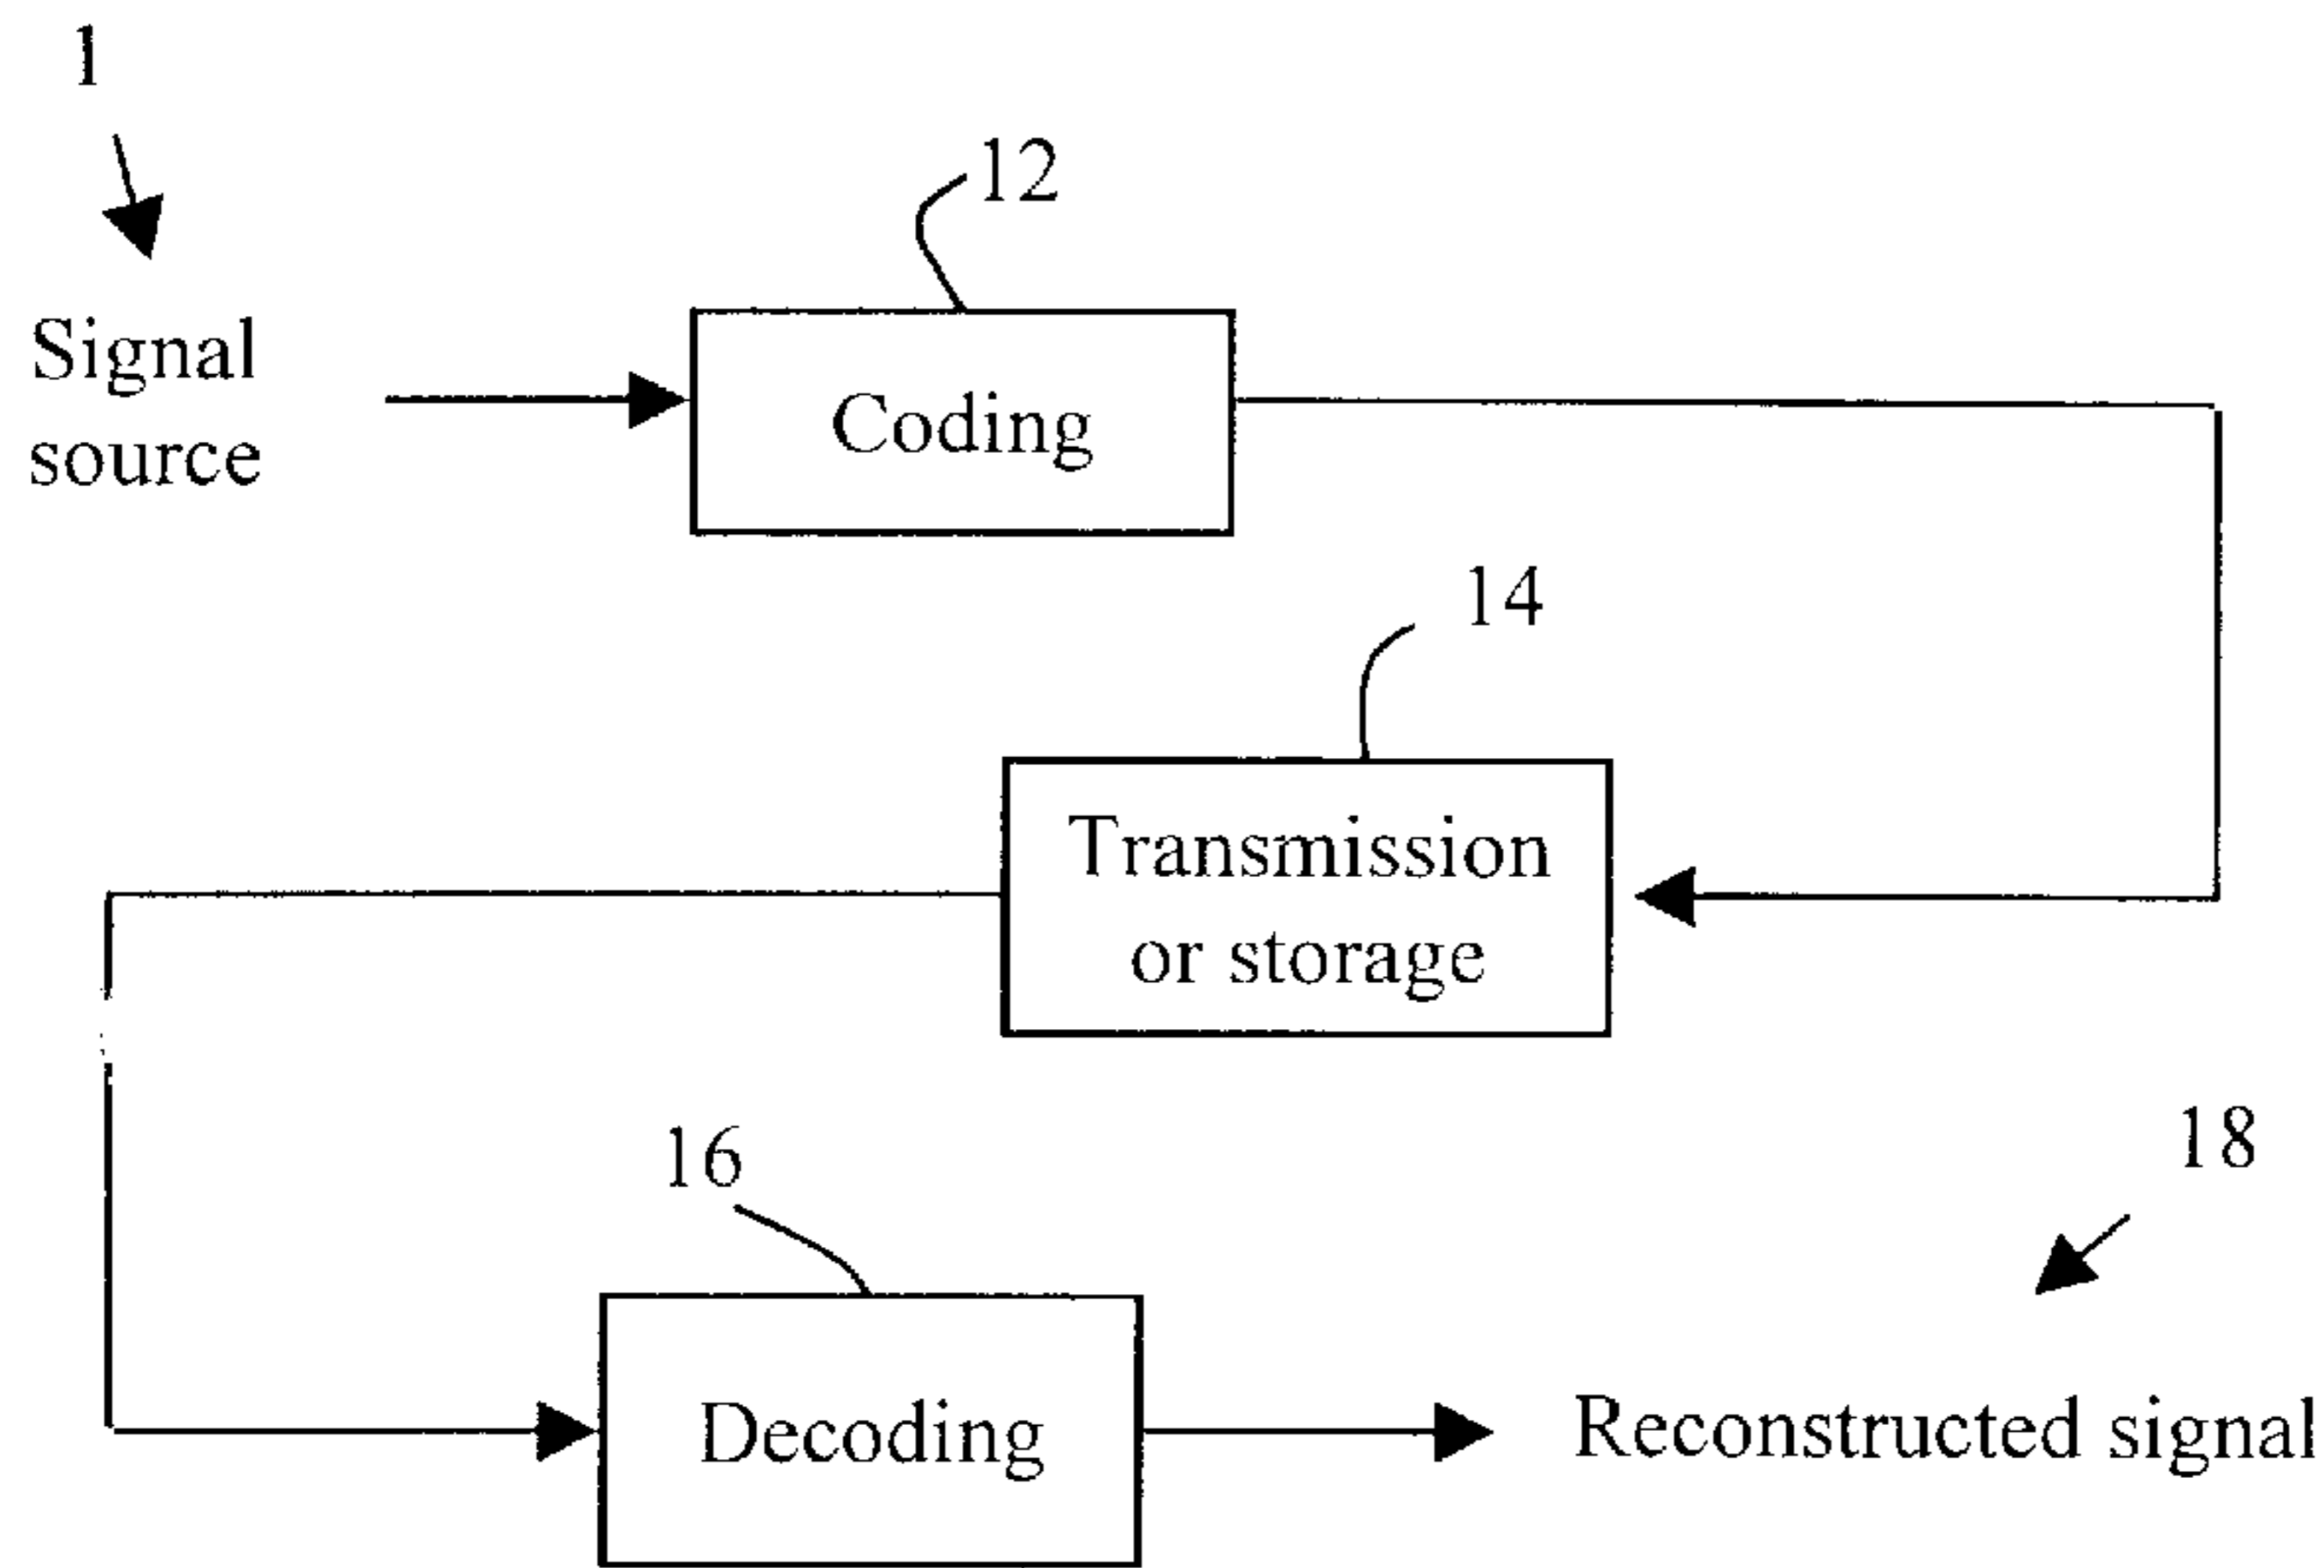 1
12
Signal
source
Coding
14
Transmission
or storage
16
18
Decoding
Reconstructed signal